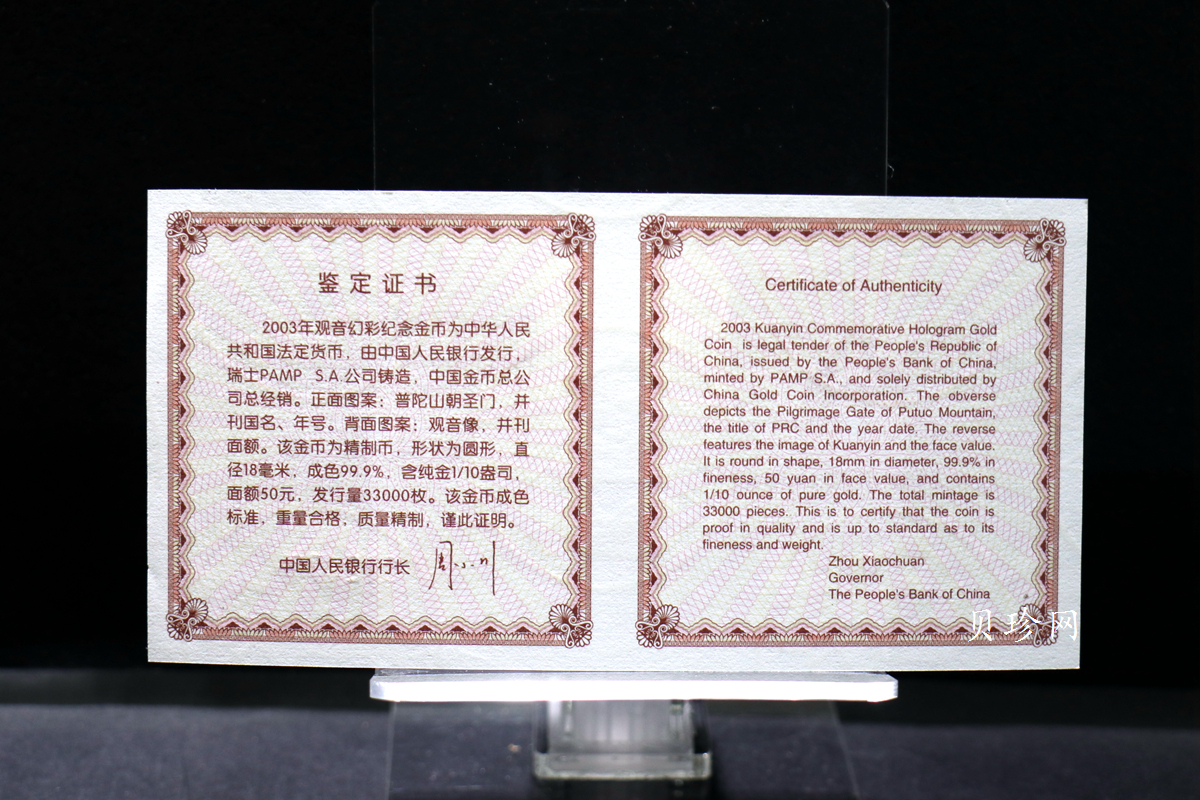 鉴定证书
2003年观音幻彩纪念金币为中华人民
共和国法定货币，由中国人民银行发行，
瑞士PAMP S.A.公司铸造，中国金币总公
司总经销。正面图案：普陀山朝圣门，并
刊国名、年号。背面图案：观音像，并刊
面额。该金币为精制币，形状为圆形，直
径18毫米，成色99.9%，含纯金1/10盎司，
面额50元，发行量33000枚。该金币成色
标准，重量合格，质量精制，谨此证明。
中国人民银行行长 周小川
Certificate of Authenticity
2003 Kuanyin Commemorative Hologram Gold
Coin is legal tender of the People's Republic of
China, issued by the People's Bank of China,
minted by PAMP S.A., and solely distributed by
China Gold Coin Incorporation. The obverse
depicts the Pilgrimage Gate of Putuo Mountain,
the title of PRC and the year date. The reverse
features the image of Kuanyin and the face value.
It is round in shape, 18mm in diameter, 99.9% in
fineness, 50 yuan in face value, and contains
1/10 ounce of pure gold. The total mintage is
33000 pieces. This is to certify that the coin is
proof in quality and is up to standard as to its
fineness and weight.
Zhou Xiaochuan
Governor
The People's Bank of China
贝珍网